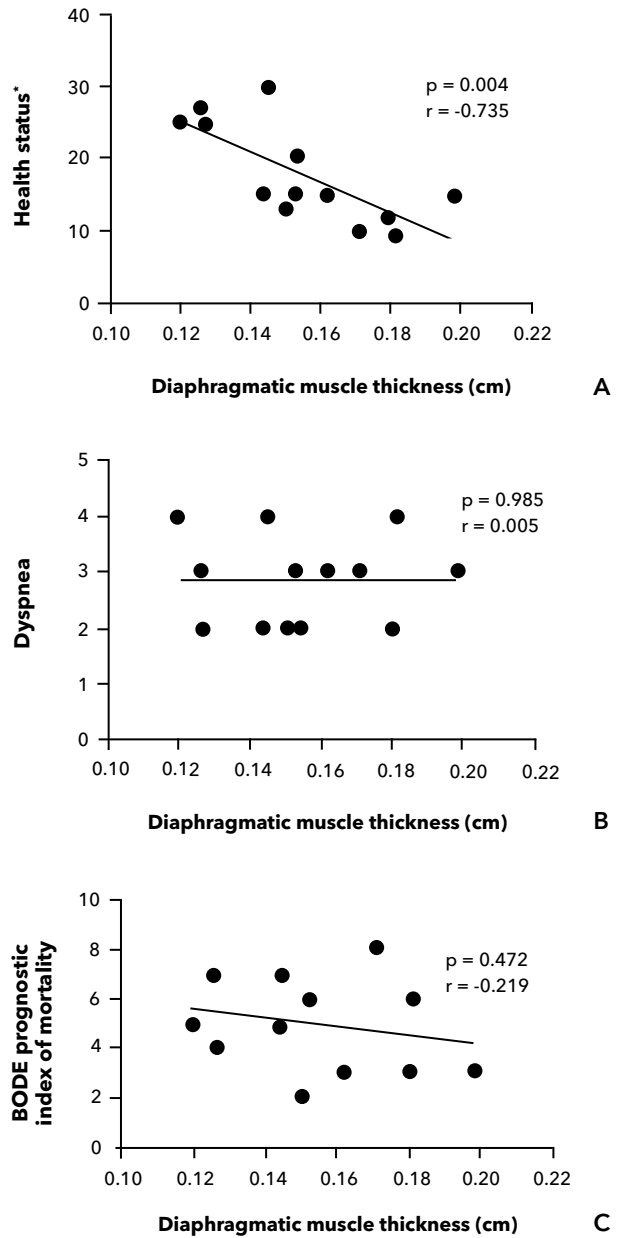 40
30
20
10
0
Health status*
p = 0.004
r = -0.735
0.10 0.12 0.14 0.16 0.18 0.20 0.22
Diaphragmatic muscle thickness (cm)
A
5
4
3
2
1
0
Dyspnea
p = 0.985
r = 0.005
0.10 0.12 0.14 0.16 0.18 0.20 0.22
Diaphragmatic muscle thickness (cm)
B
10
8
6
4
2
0
BODE prognostic
index of mortality
p = 0.472
r = -0.219
0.10 0.12 0.14 0.16 0.18 0.20 0.22
Diaphragmatic muscle thickness (cm)
C